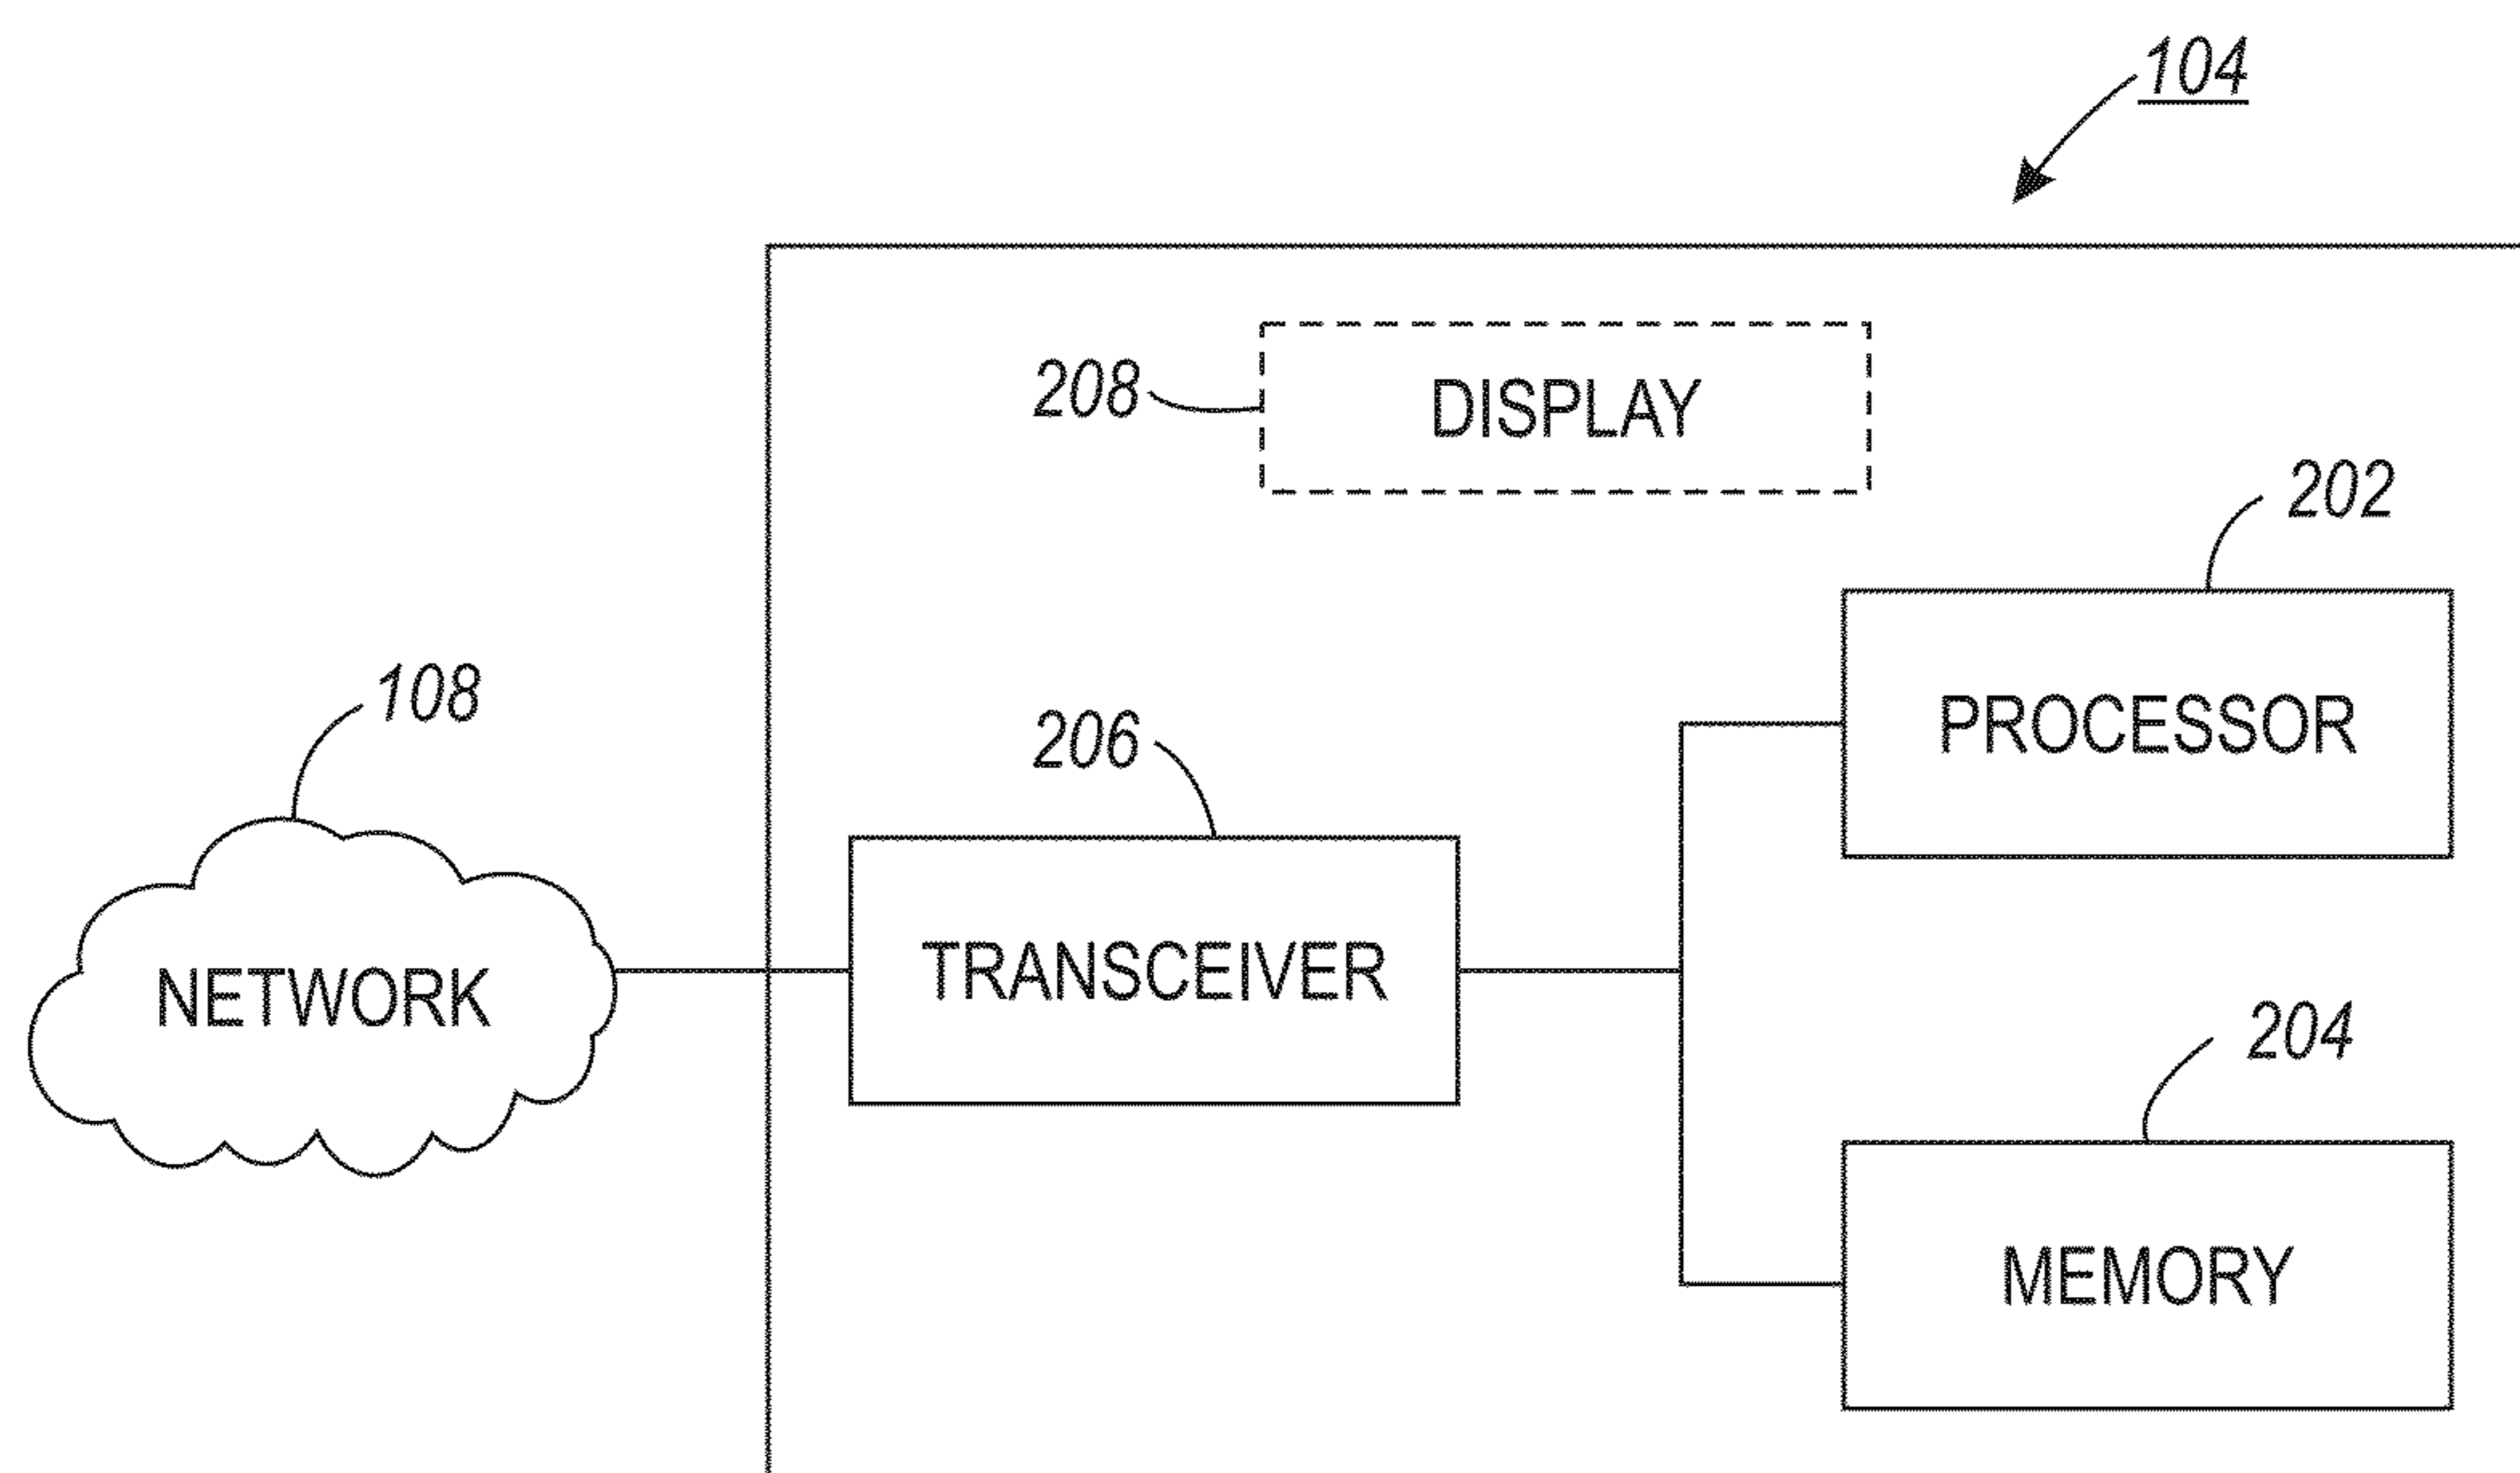 104
208
DISPLAY
202
108
206
PROCESSOR
NETWORK
TRANSCEIVER
204
MEMORY